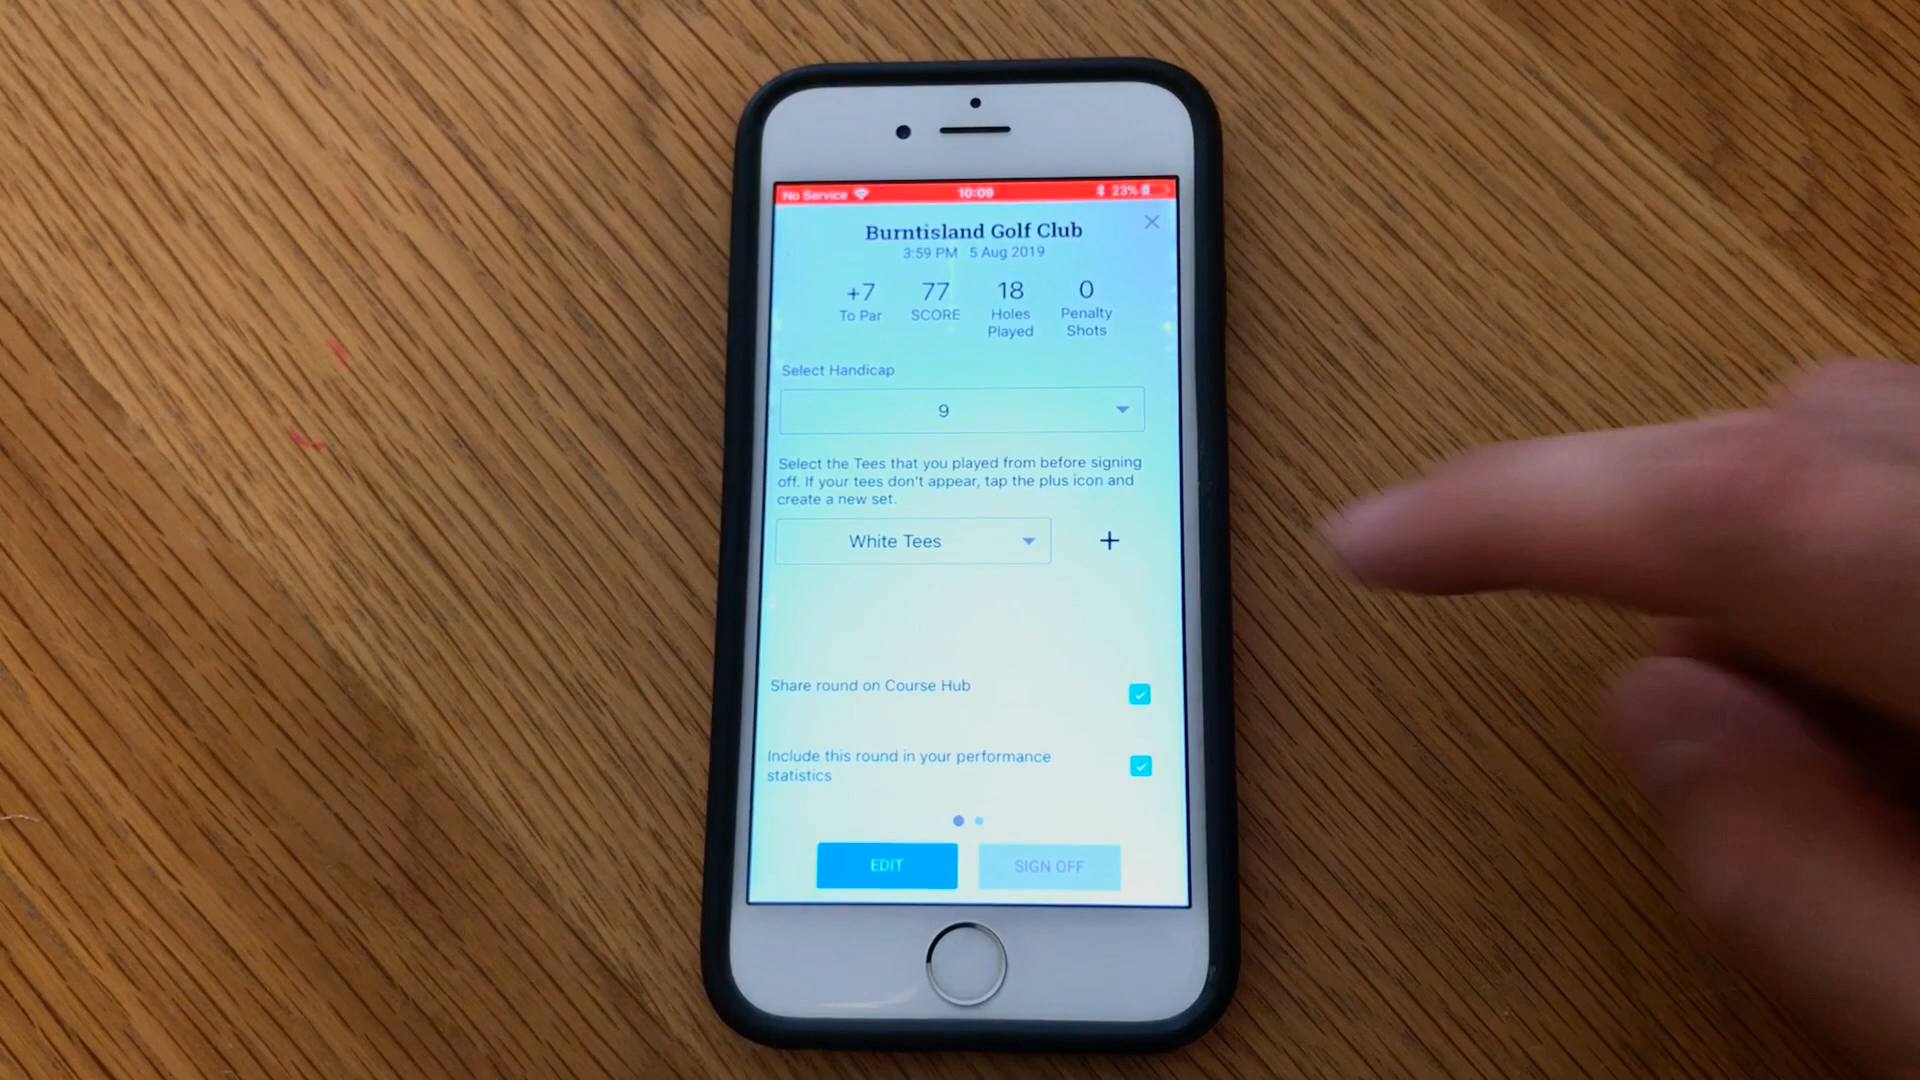 No Service 10:09 23%
Burntisland Golf Club
3:59 PM 5 Aug 2019
+7 77 18 0
To Par SCORE Holes Played Penalty Shots
Select Handicap
9
Select the Tees that you played from before signing
off. If your tees don't appear, tap the plus icon and
create a new set.
White Tees +
Share round on Course Hub
Include this round in your performance
statistics
EDIT SIGN OFF